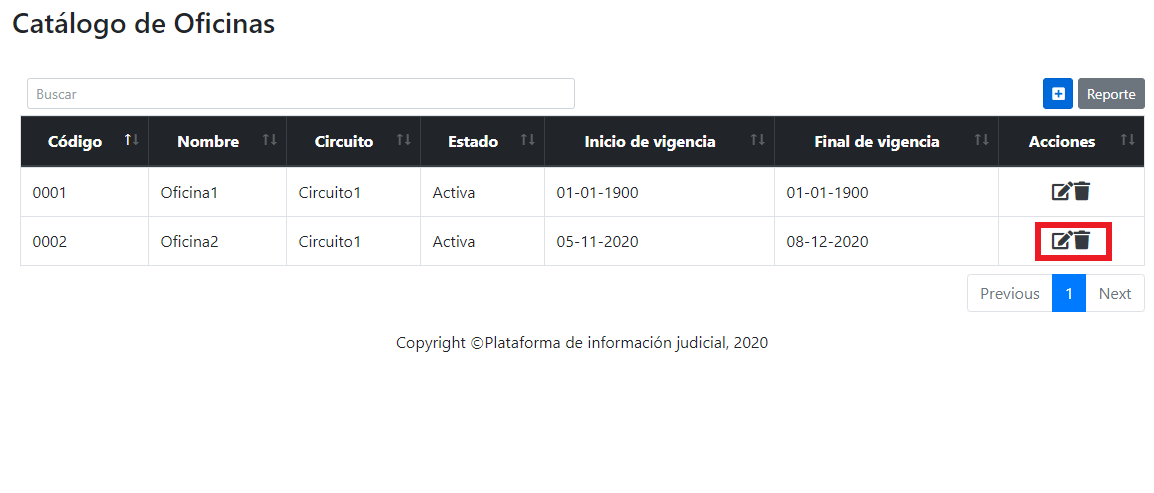 Catálogo de Oficinas
Buscar Reporte
Código Nombre Circuito Estado Inicio de vigencia Final de vigencia Acciones
0001 Oficina1 Circuito1 Activa 01-01-1900 01-01-1900
0002 Oficina2 Circuito1 Activa 05-11-2020 08-12-2020
Previous 1 Next
Copyright ©Plataforma de información judicial, 2020